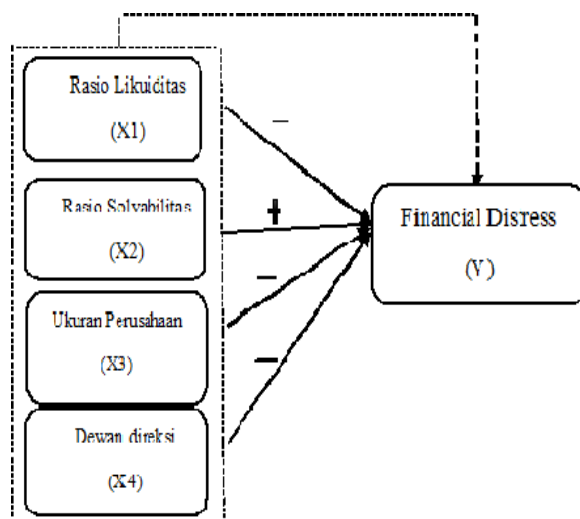 Rasio Likuiditas
(X1)
–
Rasio Solvabilitas
(X2)
+
Financial Disress
(Y)
–
Ukuran Perusahaan
(X3)
–
Dewan direksi
(X4)